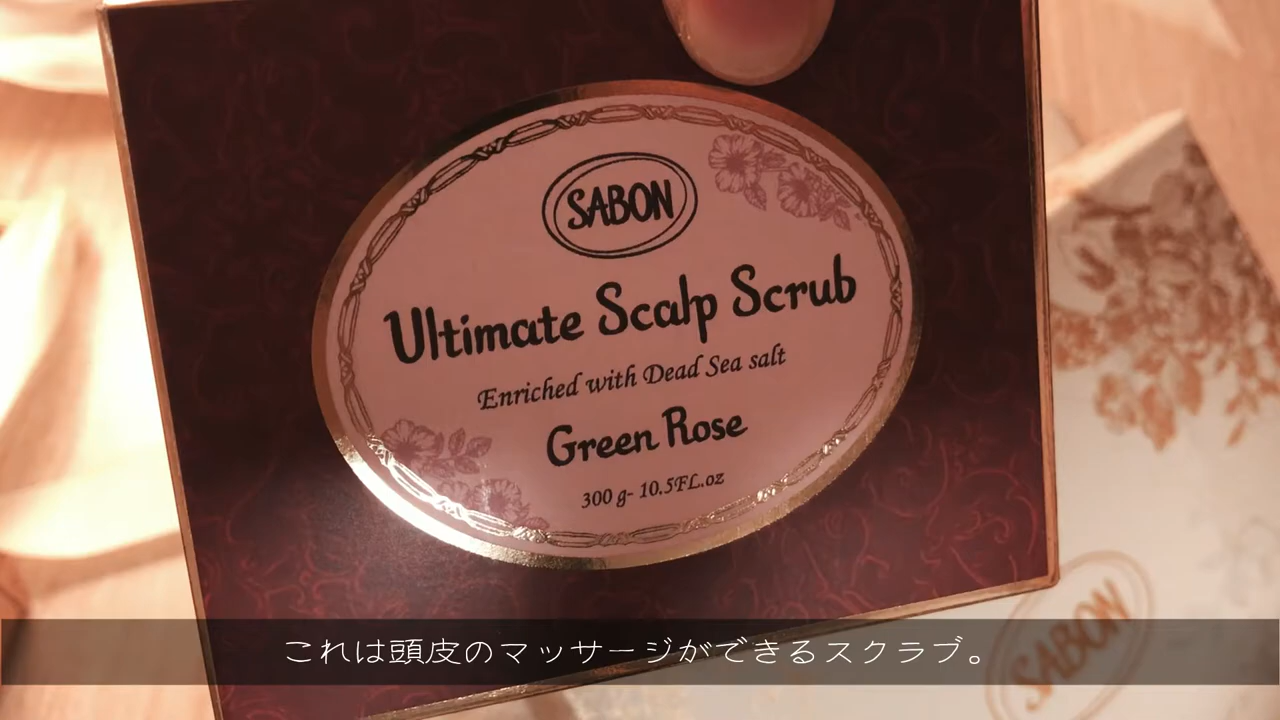 SABON
Ultimate Scalp Scrub
Enriched with Dead Sea salt
Green Rose
300 g- 10.5FL.oz
SABON
これは頭皮のマッサージができるスクラブ。